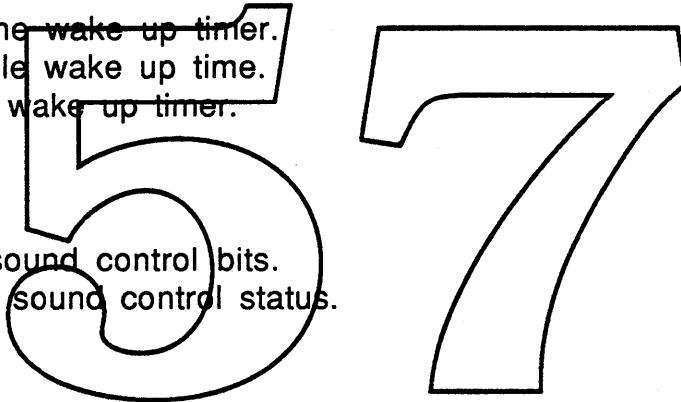 wake up timer.
wake up time.
wake up timer.
sound control bits.
sound control status.
57